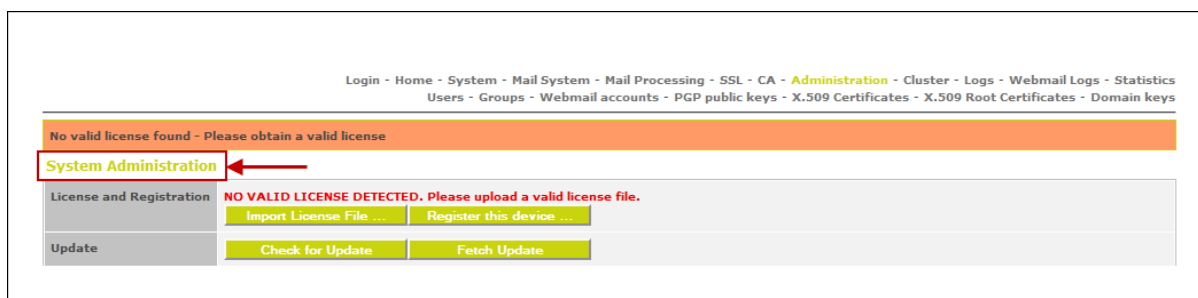 Login - Home - System - Mail System - Mail Processing - SSL - CA - Administration - Cluster - Logs - Webmail Logs - Statistics
Users - Groups - Webmail accounts - PGP public keys - X.509 Certificates - X.509 Root Certificates - Domain keys
No valid license found - Please obtain a valid license
System Administration
License and Registration NO VALID LICENSE DETECTED. Please upload a valid license file.
Import License File ... Register this device ...
Update Check for Update Fetch Update